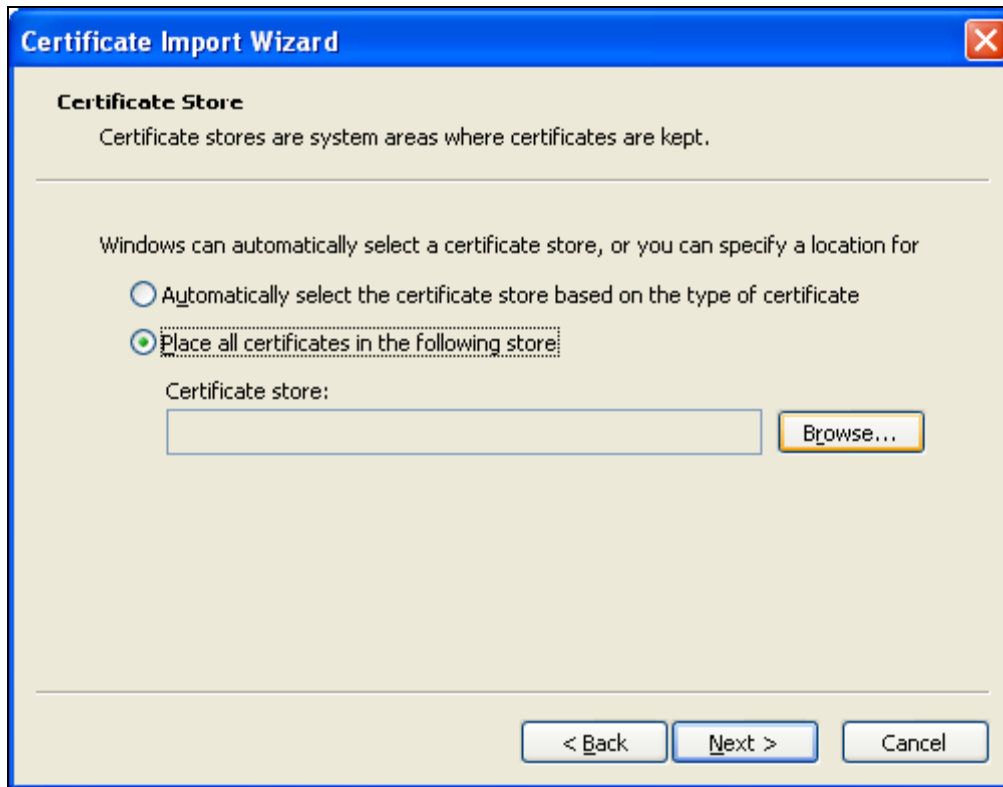 Certificate Import Wizard
Certificate Store
Certificate stores are system areas where certificates are kept.
Windows can automatically select a certificate store, or you can specify a location for
Automatically select the certificate store based on the type of certificate
Place all certificates in the following store
Certificate store:
Browse...
< Back Next > Cancel